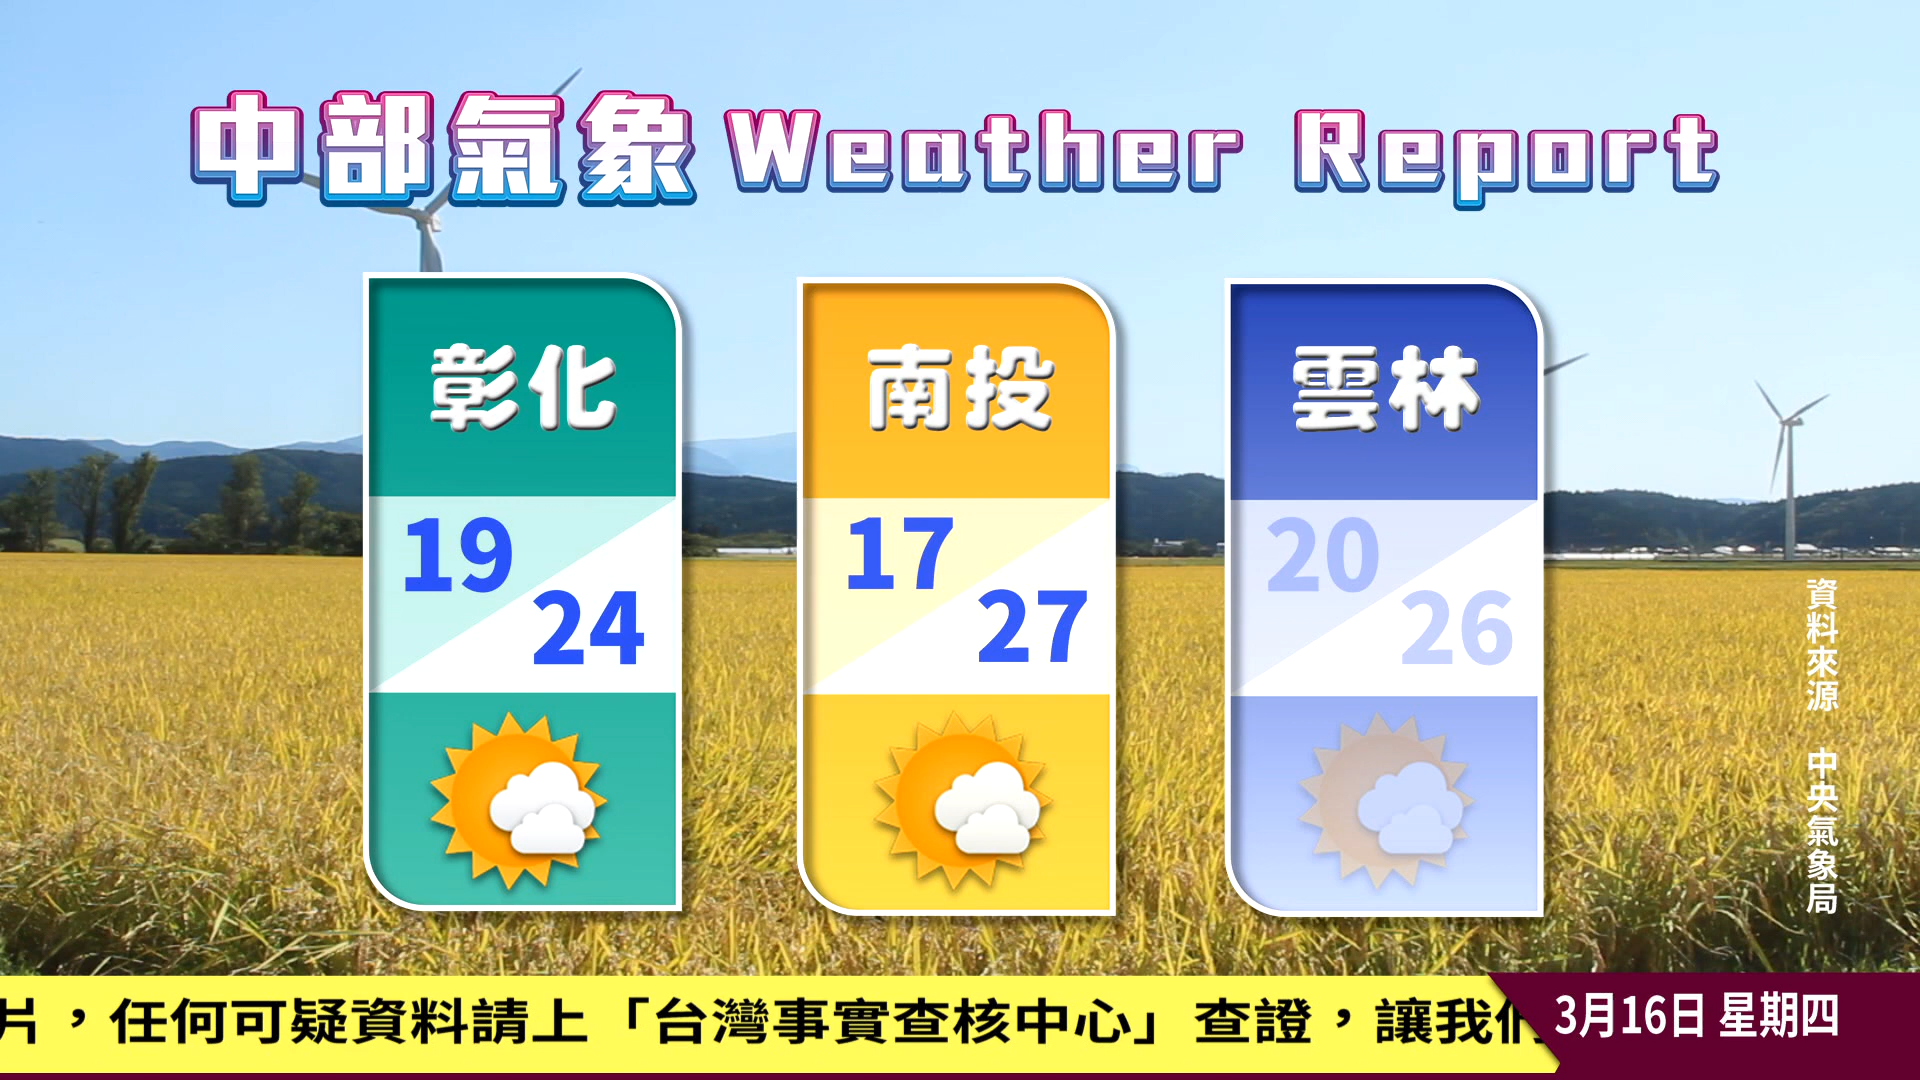 中部氣象 Weather Report
彰化
19
24
南投
17
27
雲林
20
26
資料來源 中央氣象局
片，任何可疑資料請上「台灣事實查核中心」查證，讓我們
3月16日 星期四